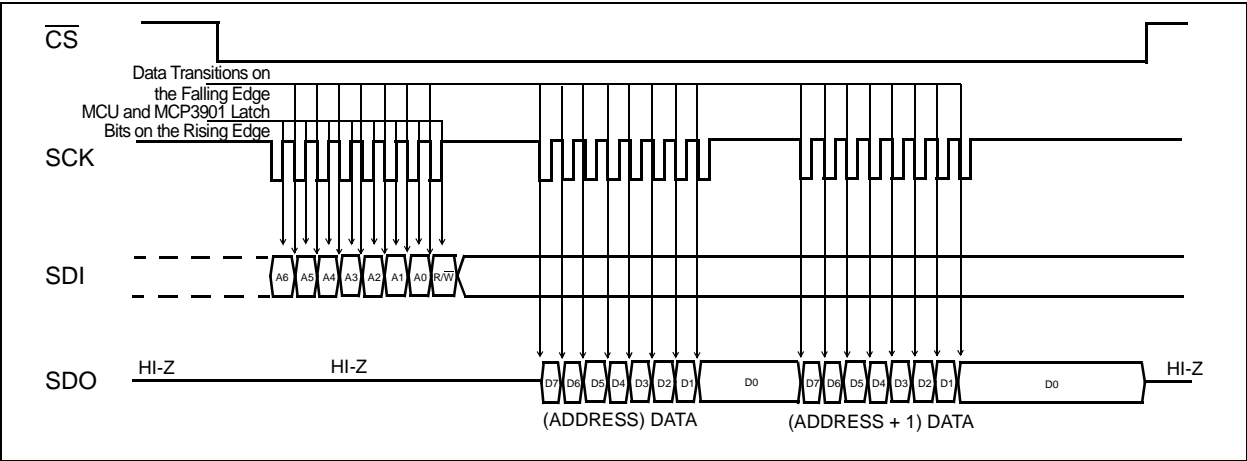 CS
Data Transitions on
the Falling Edge
MCU and MCP3901 Latch
Bits on the Rising Edge
SCK
SDI
A6 A5 A4 A3 A2 A1 A0 R/W
SDO
HI-Z HI-Z HI-Z
D7 D6 D5 D4 D3 D2 D1 D0 D7 D6 D5 D4 D3 D2 D1 D0
(ADDRESS) DATA (ADDRESS + 1) DATA